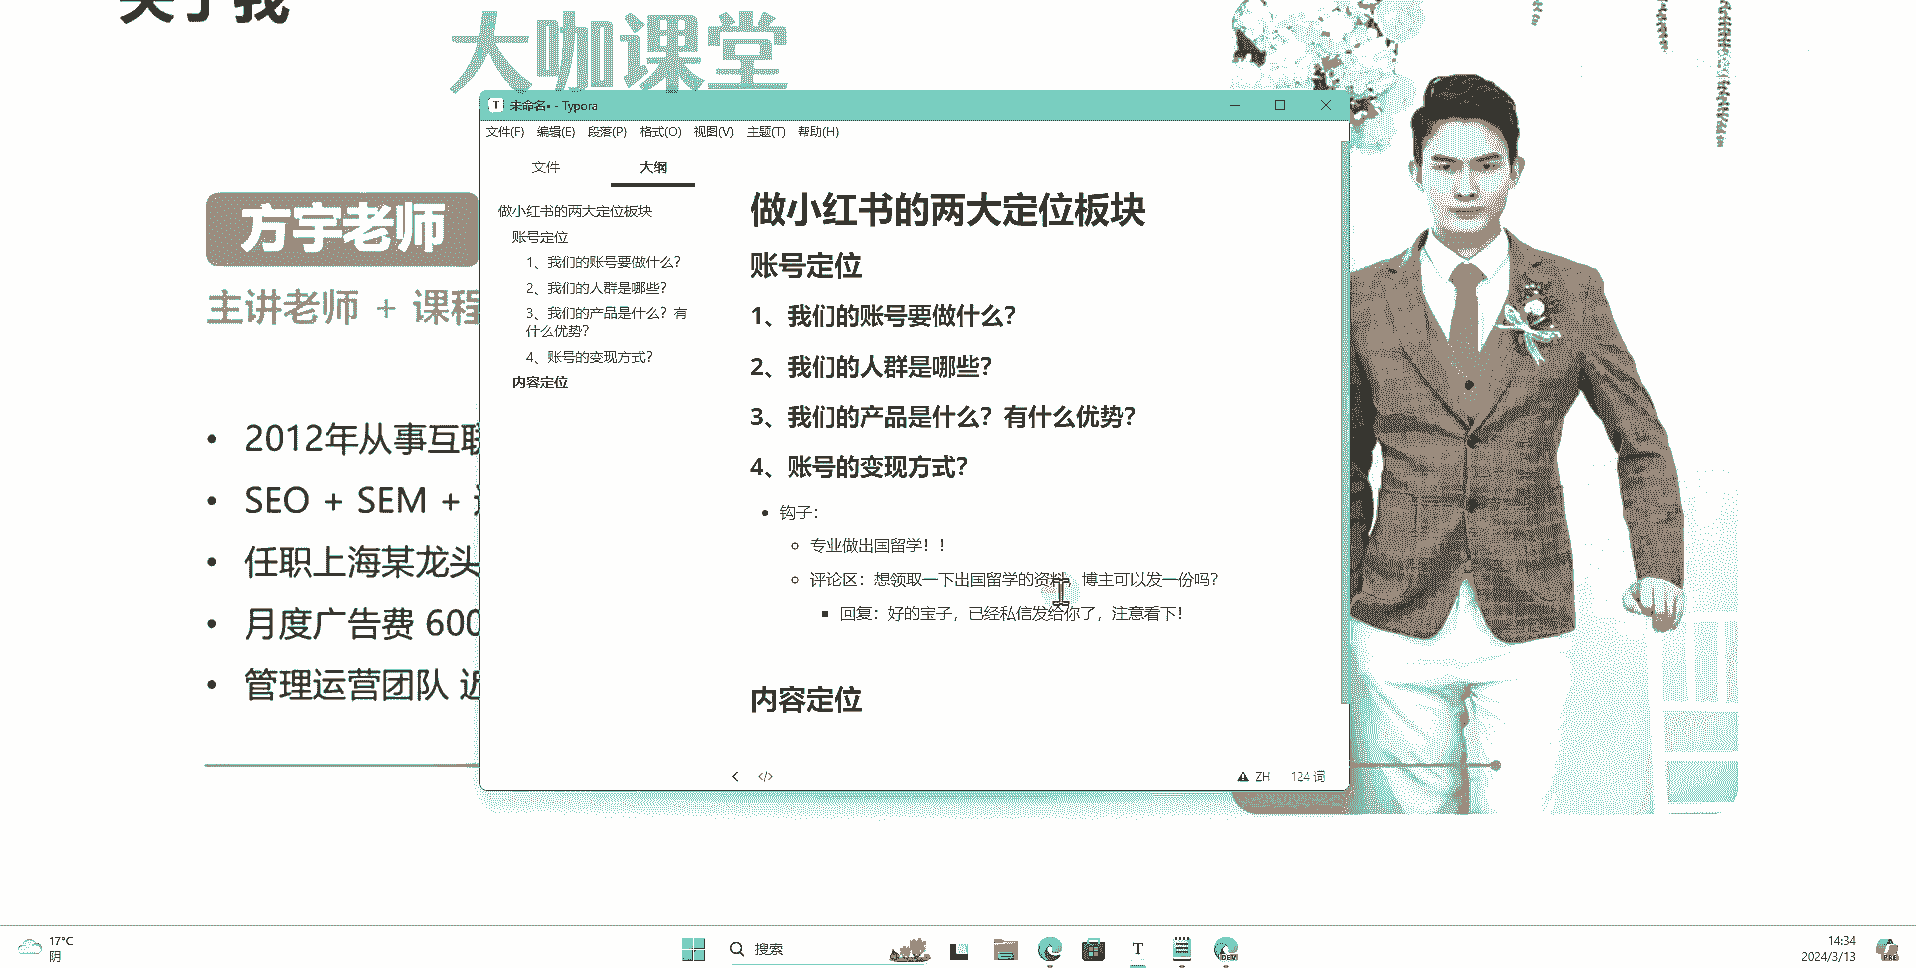 关于我
大咖课堂
方宇老师
主讲老师 + 课程
• 2012年从事互联
• SEO + SEM +
• 任职上海某龙头
• 月度广告费 600
• 管理运营团队 近
未命名• - Typora
文件(F) 编辑(E) 段落(P) 格式(O) 视图(V) 主题(T) 帮助(H)
文件 大纲
做小红书的两大定位板块
账号定位
1、我们的账号要做什么？
2、我们的人群是哪些？
3、我们的产品是什么？有
什么优势？
4、账号的变现方式？
内容定位
做小红书的两大定位板块
账号定位
1、我们的账号要做什么？
2、我们的人群是哪些？
3、我们的产品是什么？有什么优势？
4、账号的变现方式？
• 钩子：
专业做出国留学！！
评论区：想领取一下出国留学的资料，博主可以发一份吗？
回复：好的宝子，已经私信发给你了，注意看下！
内容定位
</> ZH 124 词
17°C
阴
搜索
T
DEV
14:34
2024/3/13
PRE